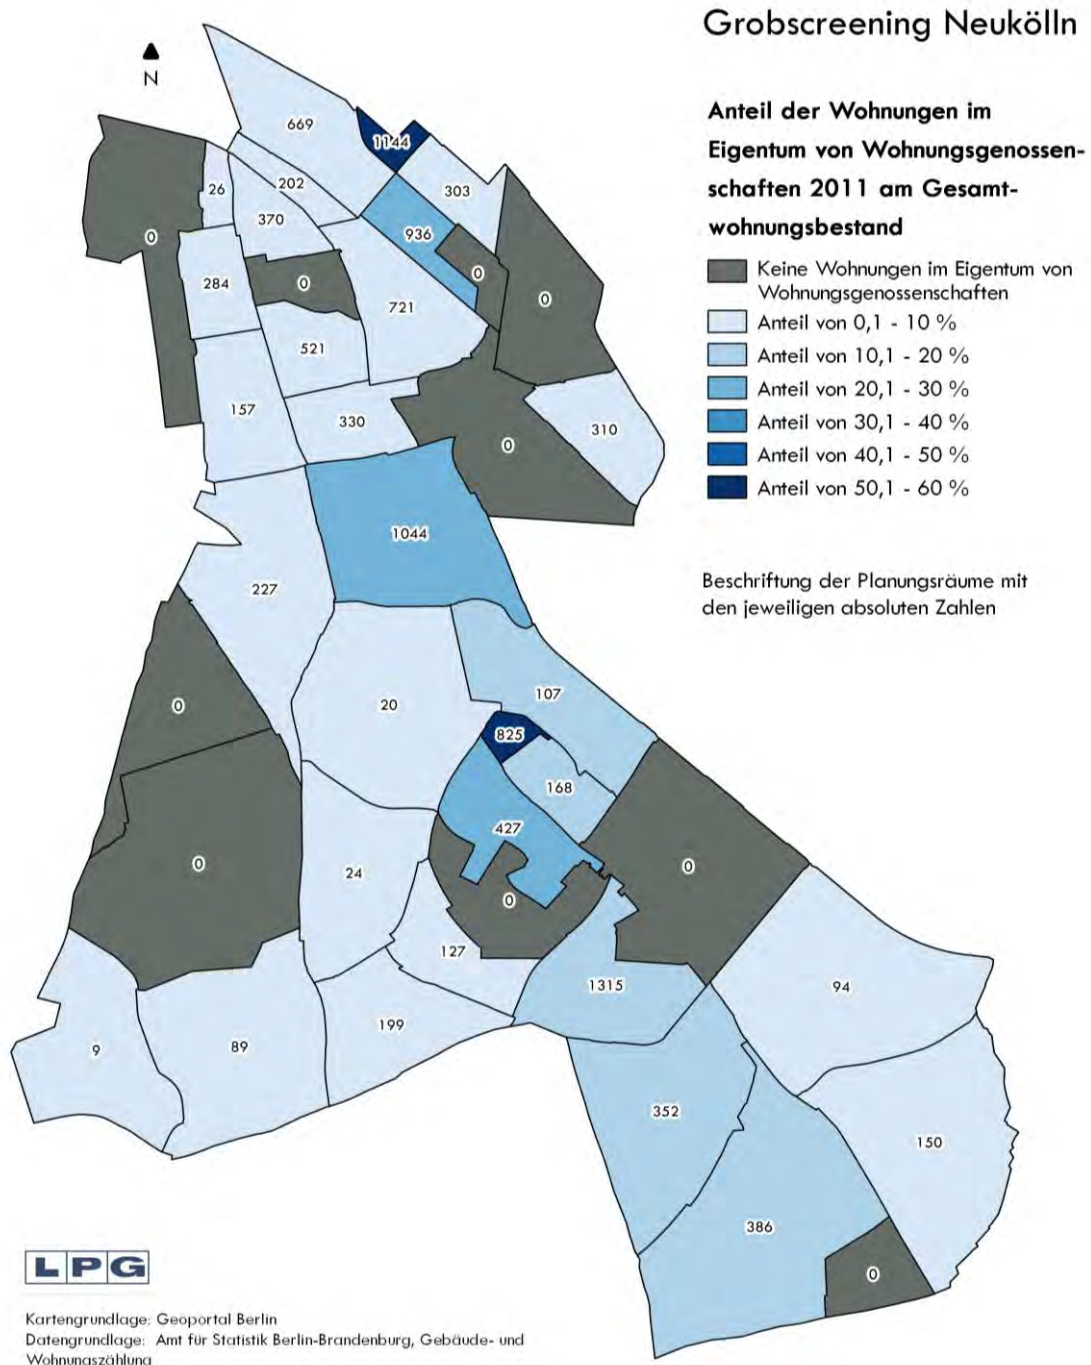 Grobscreening Neukölln
N
Anteil der Wohnungen im
Eigentum von Wohnungsgenossen-
schaften 2011 am Gesamt-
wohnungsbestand
Keine Wohnungen im Eigentum von
Wohnungsgenossenschaften
Anteil von 0,1 - 10 %
Anteil von 10,1 - 20 %
Anteil von 20,1 - 30 %
Anteil von 30,1 - 40 %
Anteil von 40,1 - 50 %
Anteil von 50,1 - 60 %
Beschriftung der Planungsräume mit
den jeweiligen absoluten Zahlen
669
1144
26
202
303
370
936
0
0
284
0
0
721
521
157
330
310
0
1044
227
107
0
20
825
168
427
0
0
24
0
127
1315
94
199
89
9
352
150
386
0
LPG
Kartengrundlage: Geoportal Berlin
Datengrundlage: Amt für Statistik Berlin-Brandenburg, Gebäude- und
Wohnungszählung